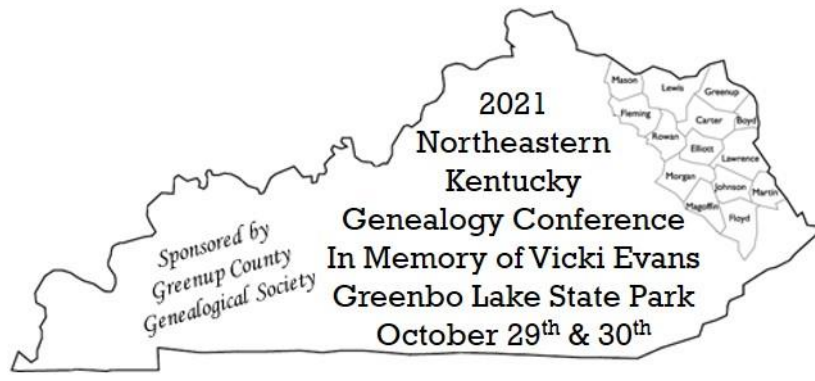 2021
Northeastern
Kentucky
Genealogy Conference
In Memory of Vicki Evans
Greenbo Lake State Park
October 29th & 30th
Sponsored by
Greenup County
Genealogical Society
Mason
Lewis
Greenup
Fleming
Carter
Boyd
Rowan
Elliott
Lawrence
Morgan
Johnson
Martin
Magoffin
Floyd